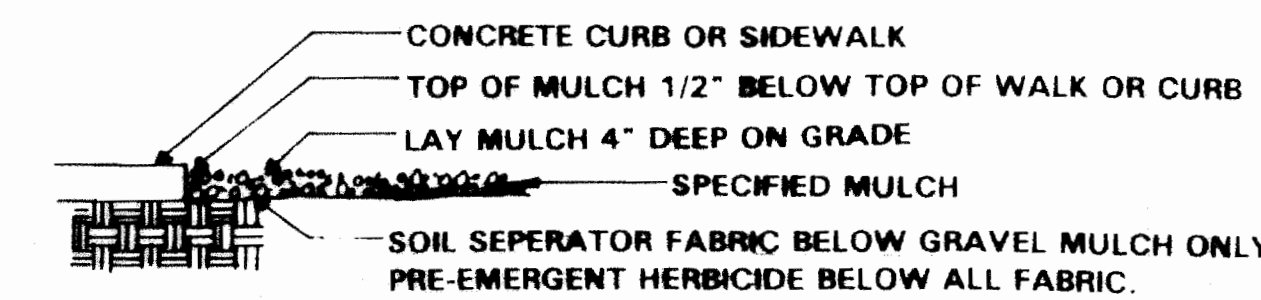 CONCRETE CURB OR SIDEWALK
TOP OF MULCH 1/2" BELOW TOP OF WALK OR CURB
LAY MULCH 4" DEEP ON GRADE
SPECIFIED MULCH
SOIL SEPERATOR FABRIC BELOW GRAVEL MULCH ONLY
PRE-EMERGENT HERBICIDE BELOW ALL FABRIC.